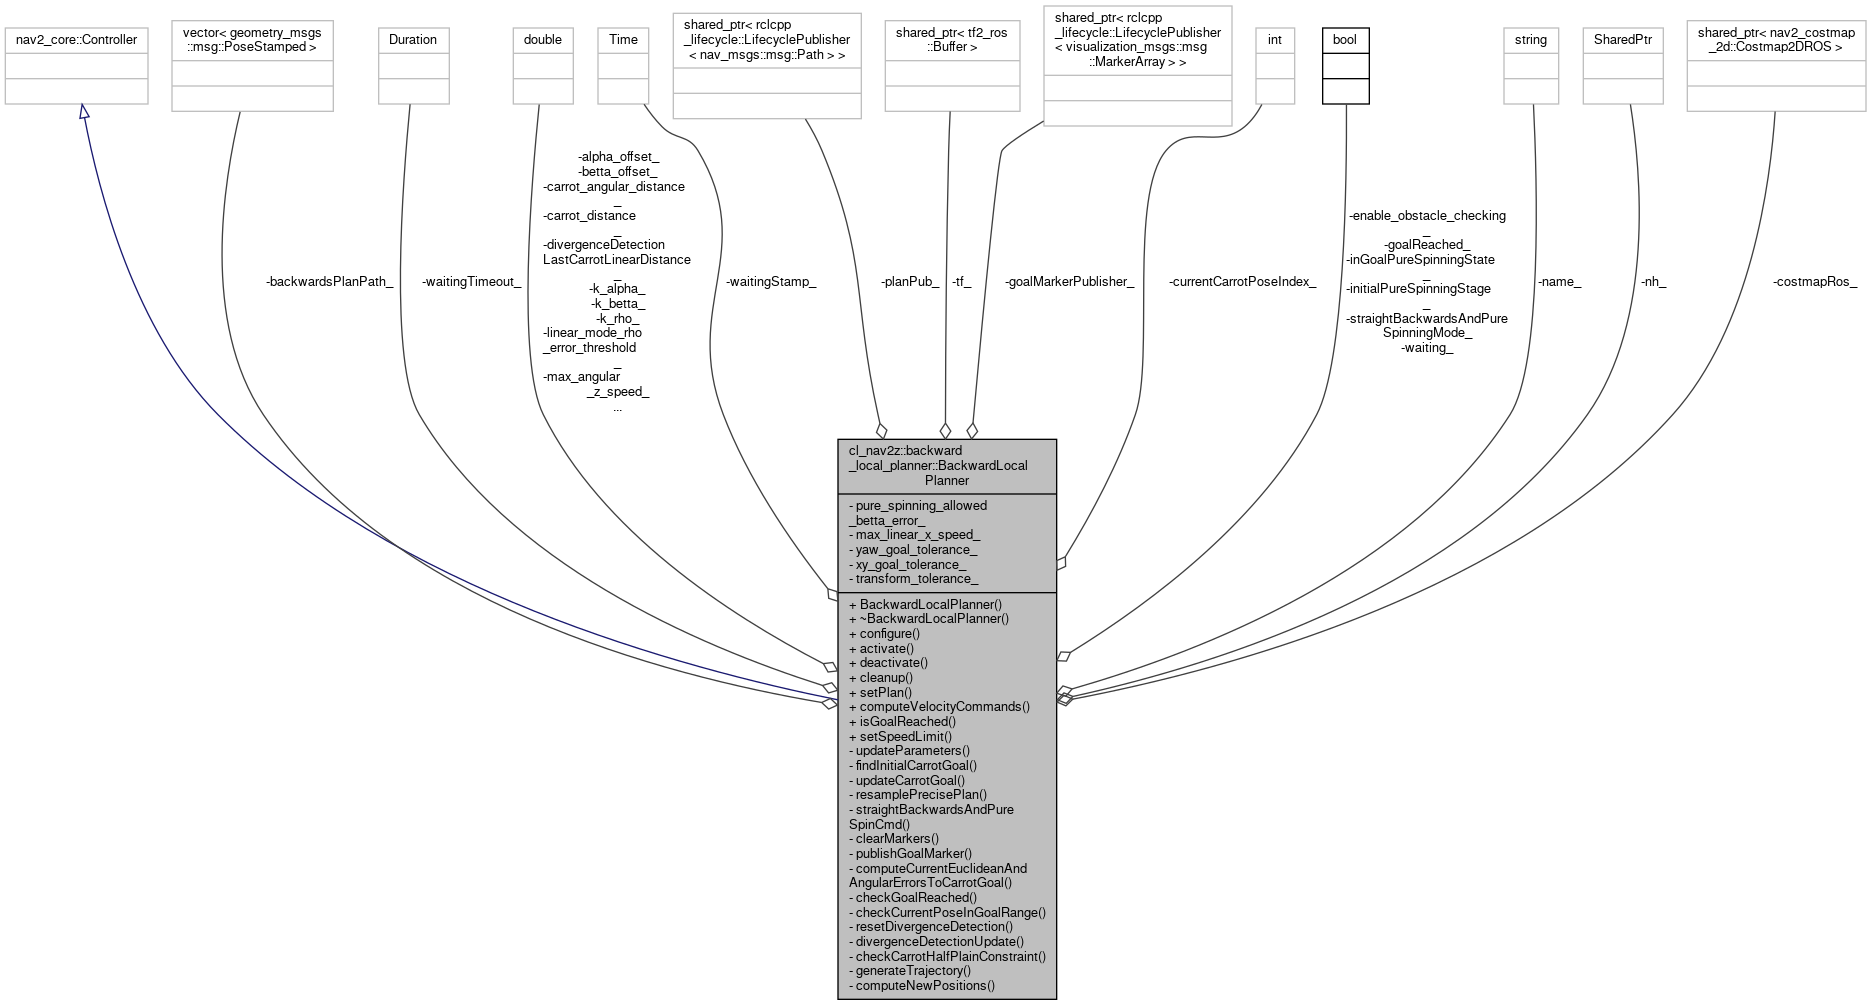 nav2_core::Controller
vector< geometry_msgs
::msg::PoseStamped >
Duration
double
Time
shared_ptr< rclcpp
_lifecycle::LifecyclePublisher
< nav_msgs::msg::Path > >
shared_ptr< tf2_ros
::Buffer >
shared_ptr< rclcpp
_lifecycle::LifecyclePublisher
< visualization_msgs::msg
::MarkerArray > >
int
bool
string
SharedPtr
shared_ptr< nav2_costmap
_2d::Costmap2DROS >
-backwardsPlanPath_
-waitingTimeout_
-alpha_offset_
-betta_offset_
-carrot_angular_distance
_
-carrot_distance
_
-divergenceDetection
LastCarrotLinearDistance
_
-k_alpha_
-k_betta_
-k_rho_
-linear_mode_rho
_error_threshold
_
-max_angular
_z_speed_
...
-waitingStamp_
-planPub_
-tf_
-goalMarkerPublisher_
-currentCarrotPoseIndex_
-enable_obstacle_checking
_
-goalReached_
-inGoalPureSpinningState
_
-initialPureSpinningStage
_
-straightBackwardsAndPure
SpinningMode_
-waiting_
-name_
-nh_
-costmapRos_
cl_nav2z::backward
_local_planner::BackwardLocal
Planner
- pure_spinning_allowed
_betta_error_
- max_linear_x_speed_
- yaw_goal_tolerance_
- xy_goal_tolerance_
- transform_tolerance_
+ BackwardLocalPlanner()
+ ~BackwardLocalPlanner()
+ configure()
+ activate()
+ deactivate()
+ cleanup()
+ setPlan()
+ computeVelocityCommands()
+ isGoalReached()
+ setSpeedLimit()
- updateParameters()
- findInitialCarrotGoal()
- updateCarrotGoal()
- resamplePrecisePlan()
- straightBackwardsAndPure
SpinCmd()
- clearMarkers()
- publishGoalMarker()
- computeCurrentEuclideanAnd
AngularErrorsToCarrotGoal()
- checkGoalReached()
- checkCurrentPoseInGoalRange()
- resetDivergenceDetection()
- divergenceDetectionUpdate()
- checkCarrotHalfPlainConstraint()
- generateTrajectory()
- computeNewPositions()